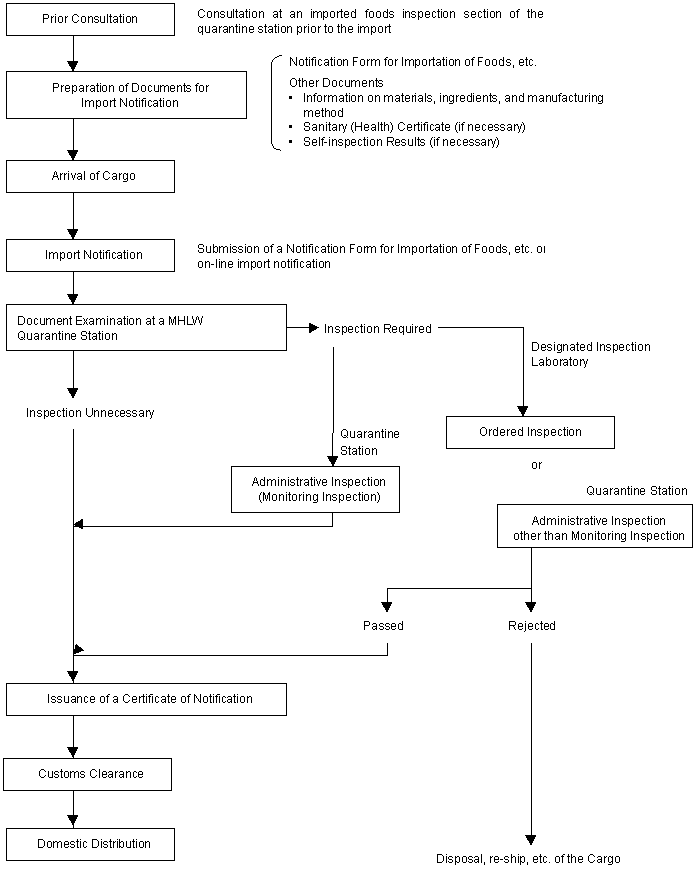 Prior Consultation
Consultation at an imported foods inspection section of the
quarantine station prior to the import
Notification Form for Importation of Foods, etc.
Preparation of Documents for
Import Notification
Other Documents
• Information on materials, ingredients, and manufacturing
method
• Sanitary (Health) Certificate (if necessary)
• Self-inspection Results (if necessary)
Arrival of Cargo
Import Notification
Submission of a Notification Form for Importation of Foods, etc. or
on-line import notification
Document Examination at a MHLW
Quarantine Station
Inspection Required
Designated Inspection
Laboratory
Inspection Unnecessary
Quarantine
Station
Ordered Inspection
or
Administrative Inspection
(Monitoring Inspection)
Quarantine Station
Administrative Inspection
other than Monitoring Inspection
Passed
Rejected
Issuance of a Certificate of Notification
Customs Clearance
Domestic Distribution
Disposal, re-ship, etc. of the Cargo